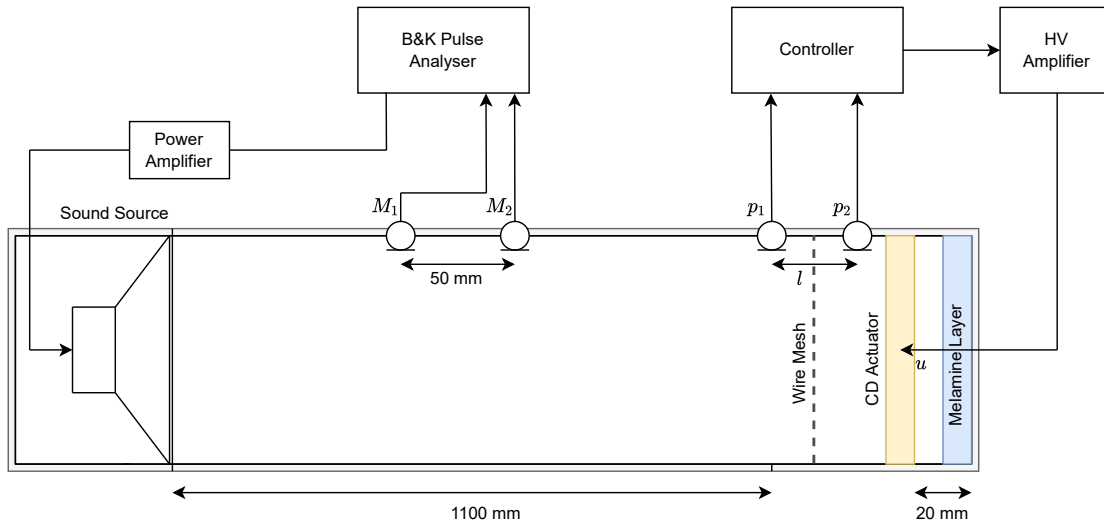 B&K Pulse
Analyser
Controller
HV
Amplifier
Power
Amplifier
Sound Source
M₁
M₂
p₁
p₂
50 mm
l
Wire Mesh
CD Actuator
u
Melamine Layer
1100 mm
20 mm